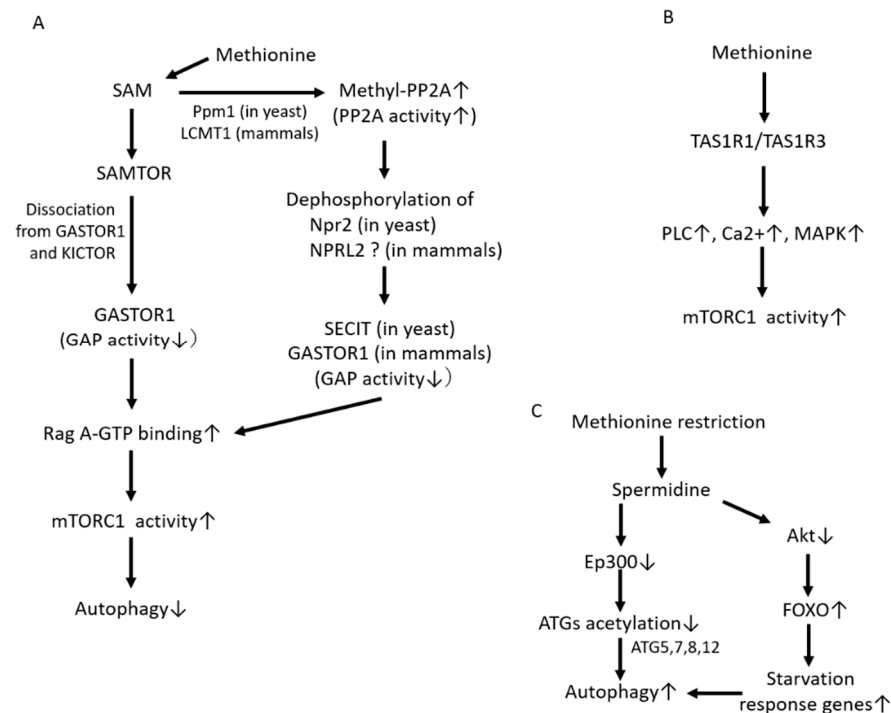 A
Methionine
SAM
Methyl-PP2A↑
(PP2A activity↑)
Ppm1 (in yeast)
LCMT1 (mammals)
SAMTOR
Dissociation
from GASTOR1
and KICTOR
Dephosphorylation of
Npr2 (in yeast)
NPRL2 ? (in mammals)
GASTOR1
(GAP activity↓)
SECIT (in yeast)
GASTOR1 (in mammals)
(GAP activity↓)
Rag A-GTP binding↑
mTORC1 activity↑
Autophagy↓
B
Methionine
TAS1R1/TAS1R3
PLC↑, Ca2+↑, MAPK↑
mTORC1 activity↑
C
Methionine restriction
Spermidine
Akt↓
Ep300↓
FOXO↑
ATGs acetylation↓
ATG5,7,8,12
Autophagy↑
Starvation
response genes↑